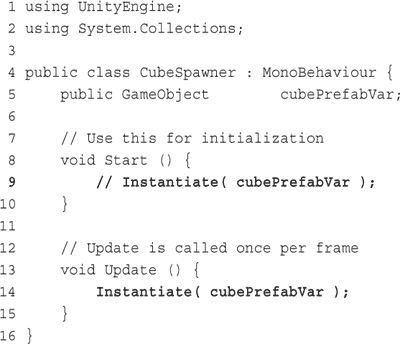 1 using UnityEngine;
2 using System.Collections;
3
4 public class CubeSpawner : MonoBehaviour {
5     public GameObject        cubePrefabVar;
6
7     // Use this for initialization
8     void Start () {
9         // Instantiate( cubePrefabVar );
10     }
11
12     // Update is called once per frame
13     void Update () {
14         Instantiate( cubePrefabVar );
15     }
16 }